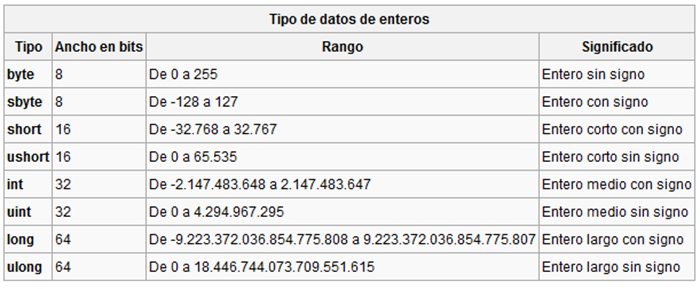 Tipo de datos de enteros
Tipo Ancho en bits Rango Significado
byte 8 De 0 a 255 Entero sin signo
sbyte 8 De -128 a 127 Entero con signo
short 16 De -32.768 a 32.767 Entero corto con signo
ushort 16 De 0 a 65.535 Entero corto sin signo
int 32 De -2.147.483.648 a 2.147.483.647 Entero medio con signo
uint 32 De 0 a 4.294.967.295 Entero medio sin signo
long 64 De -9.223.372.036.854.775.808 a 9.223.372.036.854.775.807 Entero largo con signo
ulong 64 De 0 a 18.446.744.073.709.551.615 Entero largo sin signo